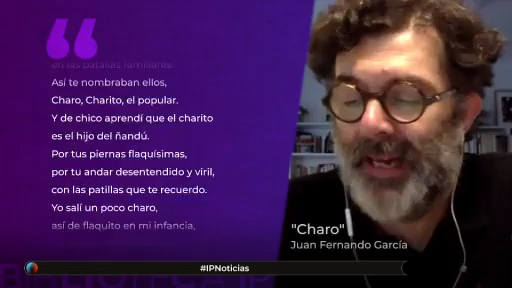 en las patallas familiares.
Así te nombraban ellos,
Charo, Charito, el popular.
Y de chico aprendí que el charito
es el hijo del ñandú.
Por tus piernas flaquísimas,
por tu andar desentendido y viril,
con las patillas que te recuerdo.
Yo salí un poco charo,
así de flaquito en mi infancia,
"Charo"
Juan Fernando García
#IPNoticias